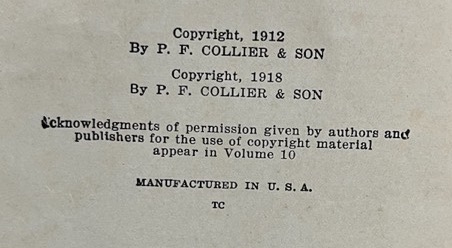 Copyright, 1912
By P. F. COLLIER & SON
Copyright, 1918
By P. F. COLLIER & SON
Acknowledgments of permission given by authors and
publishers for the use of copyright material
appear in Volume 10
MANUFACTURED IN U. S. A.
TC